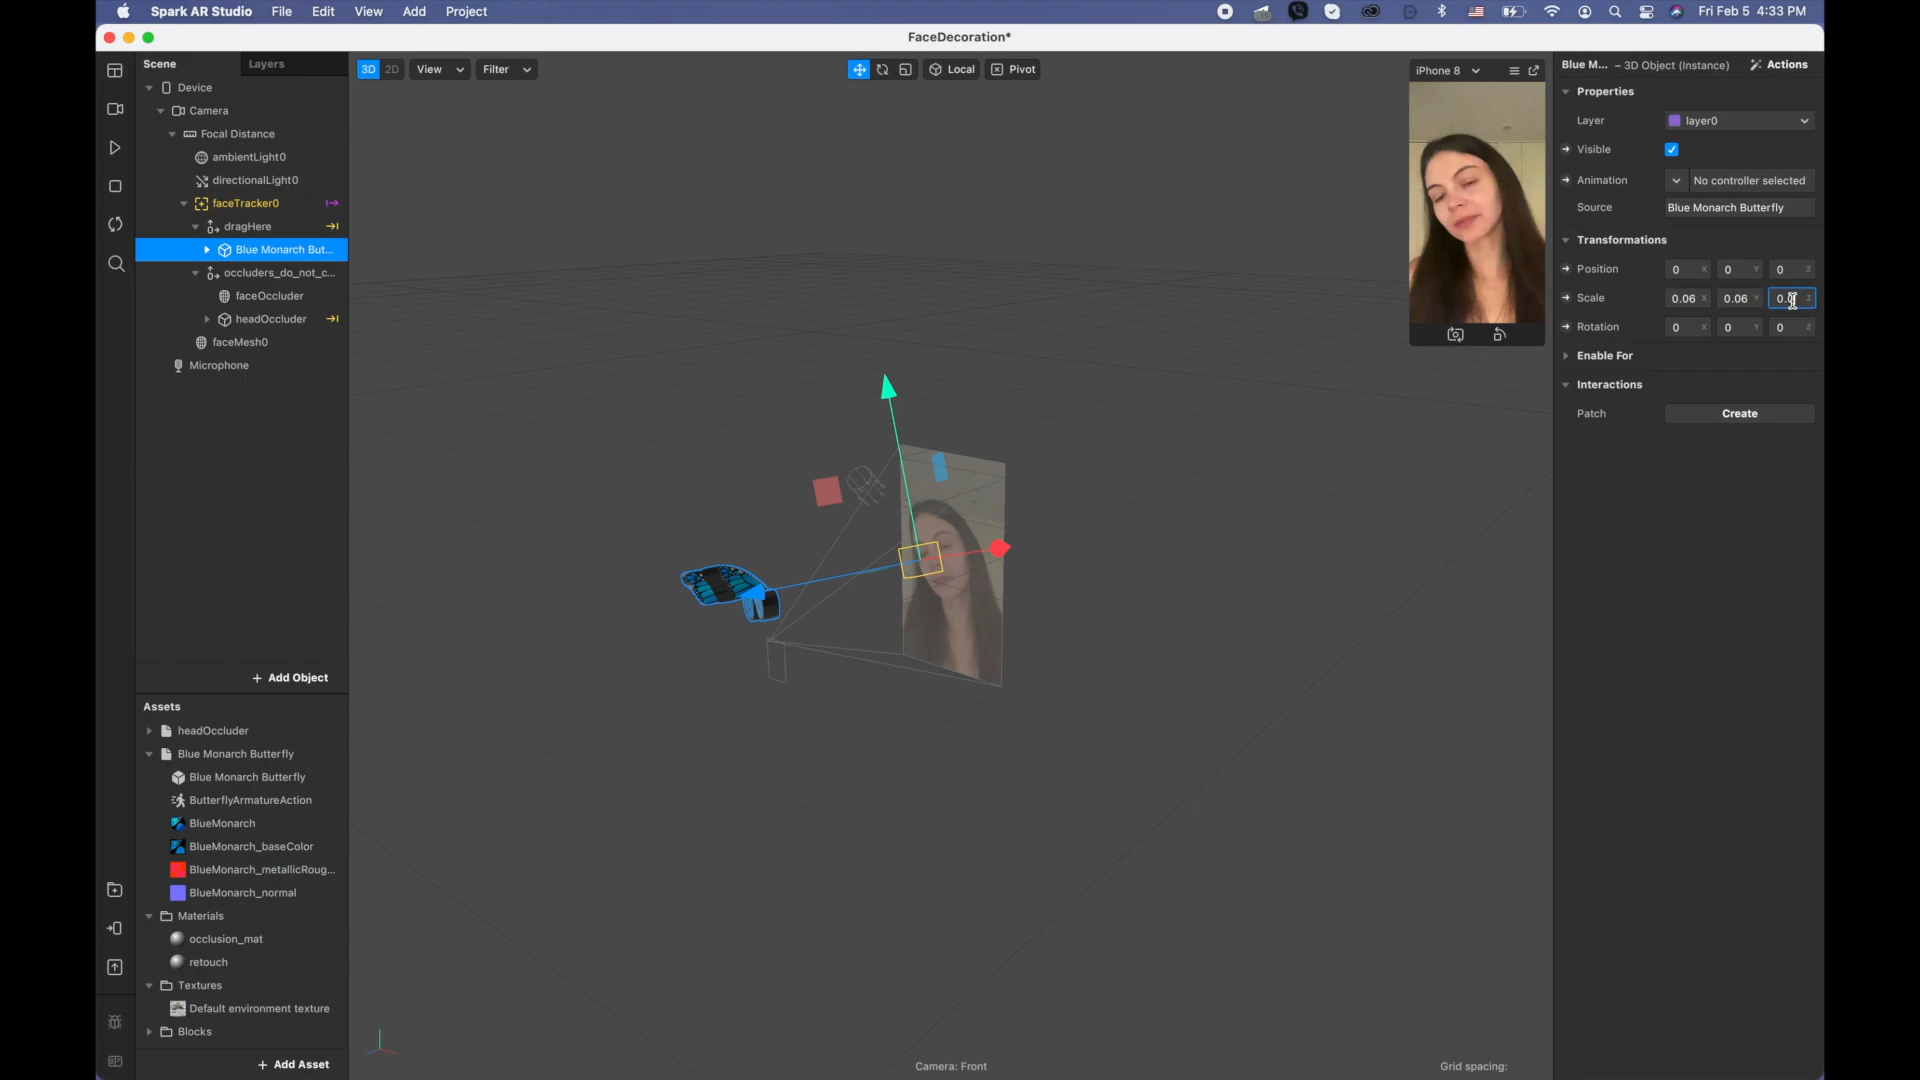 Spark AR Studio File Edit View Add Project Fri Feb 5 4:33 PM
FaceDecoration*
Scene Layers
Device
Camera
Focal Distance
ambientLight0
directionalLight0
faceTracker0
dragHere
Blue Monarch But...
occluders_do_not_c...
faceOccluder
headOccluder
faceMesh0
Microphone
+ Add Object
Assets
headOccluder
Blue Monarch Butterfly
Blue Monarch Butterfly
ButterflyArmatureAction
BlueMonarch
BlueMonarch_baseColor
BlueMonarch_metallicRoug...
BlueMonarch_normal
Materials
occlusion_mat
retouch
Textures
Default environment texture
Blocks
+ Add Asset
3D 2D View Filter Local Pivot
iPhone 8
Camera: Front Grid spacing:
Blue M... – 3D Object (Instance) Actions
Properties
Layer layer0
Visible
Animation No controller selected
Source Blue Monarch Butterfly
Transformations
Position 0 X 0 Y 0 Z
Scale 0.06 X 0.06 Y Z
Rotation 0 X 0 Y 0 Z
Enable For
Interactions
Patch Create